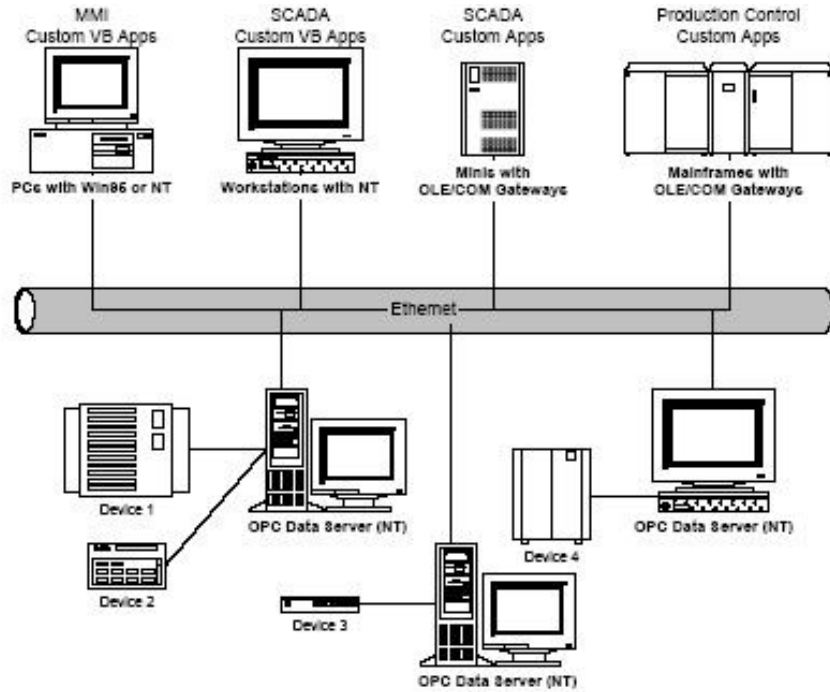 MMI
Custom VB Apps
SCADA
Custom VB Apps
SCADA
Custom Apps
Production Control
Custom Apps
PCs with Win95 or NT
Workstations with NT
Minis with
OLE/COM Gateways
Mainframes with
OLE/COM Gateways
Ethernet
Device 1
OPC Data Server (NT)
Device 2
Device 4
OPC Data Server (NT)
Device 3
OPC Data Server (NT)